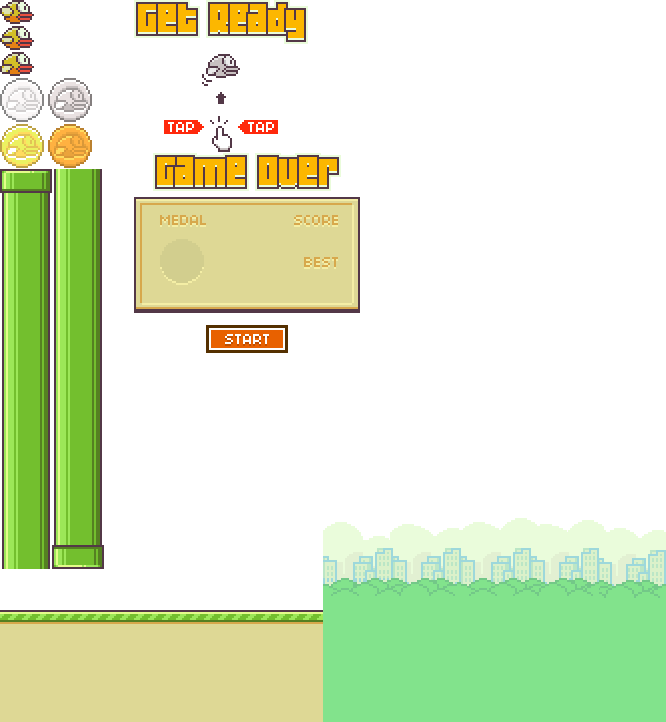 Get Ready
TAP TAP
Game Over
MEDAL SCORE
BEST
START